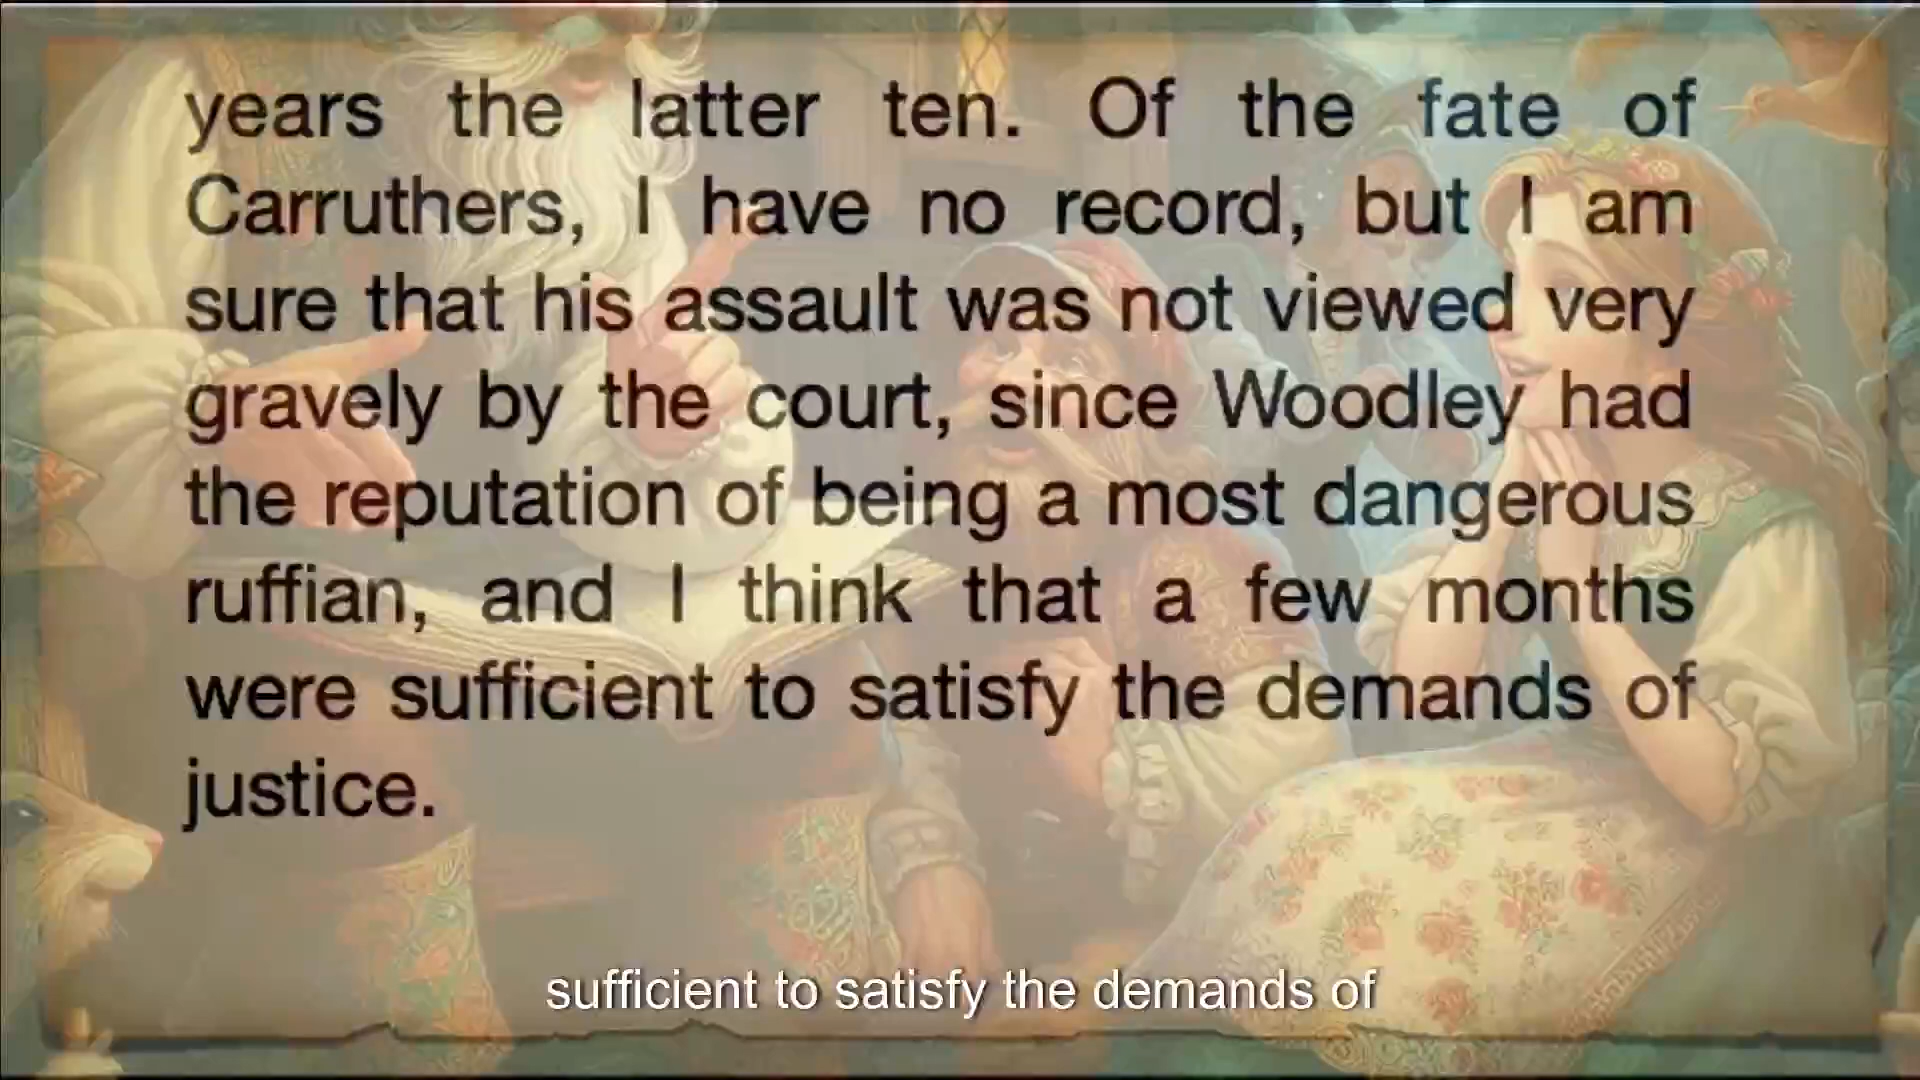 years the latter ten. Of the fate of
Carruthers, I have no record, but I am
sure that his assault was not viewed very
gravely by the court, since Woodley had
the reputation of being a most dangerous
ruffian, and I think that a few months
were sufficient to satisfy the demands of
justice.
sufficient to satisfy the demands of